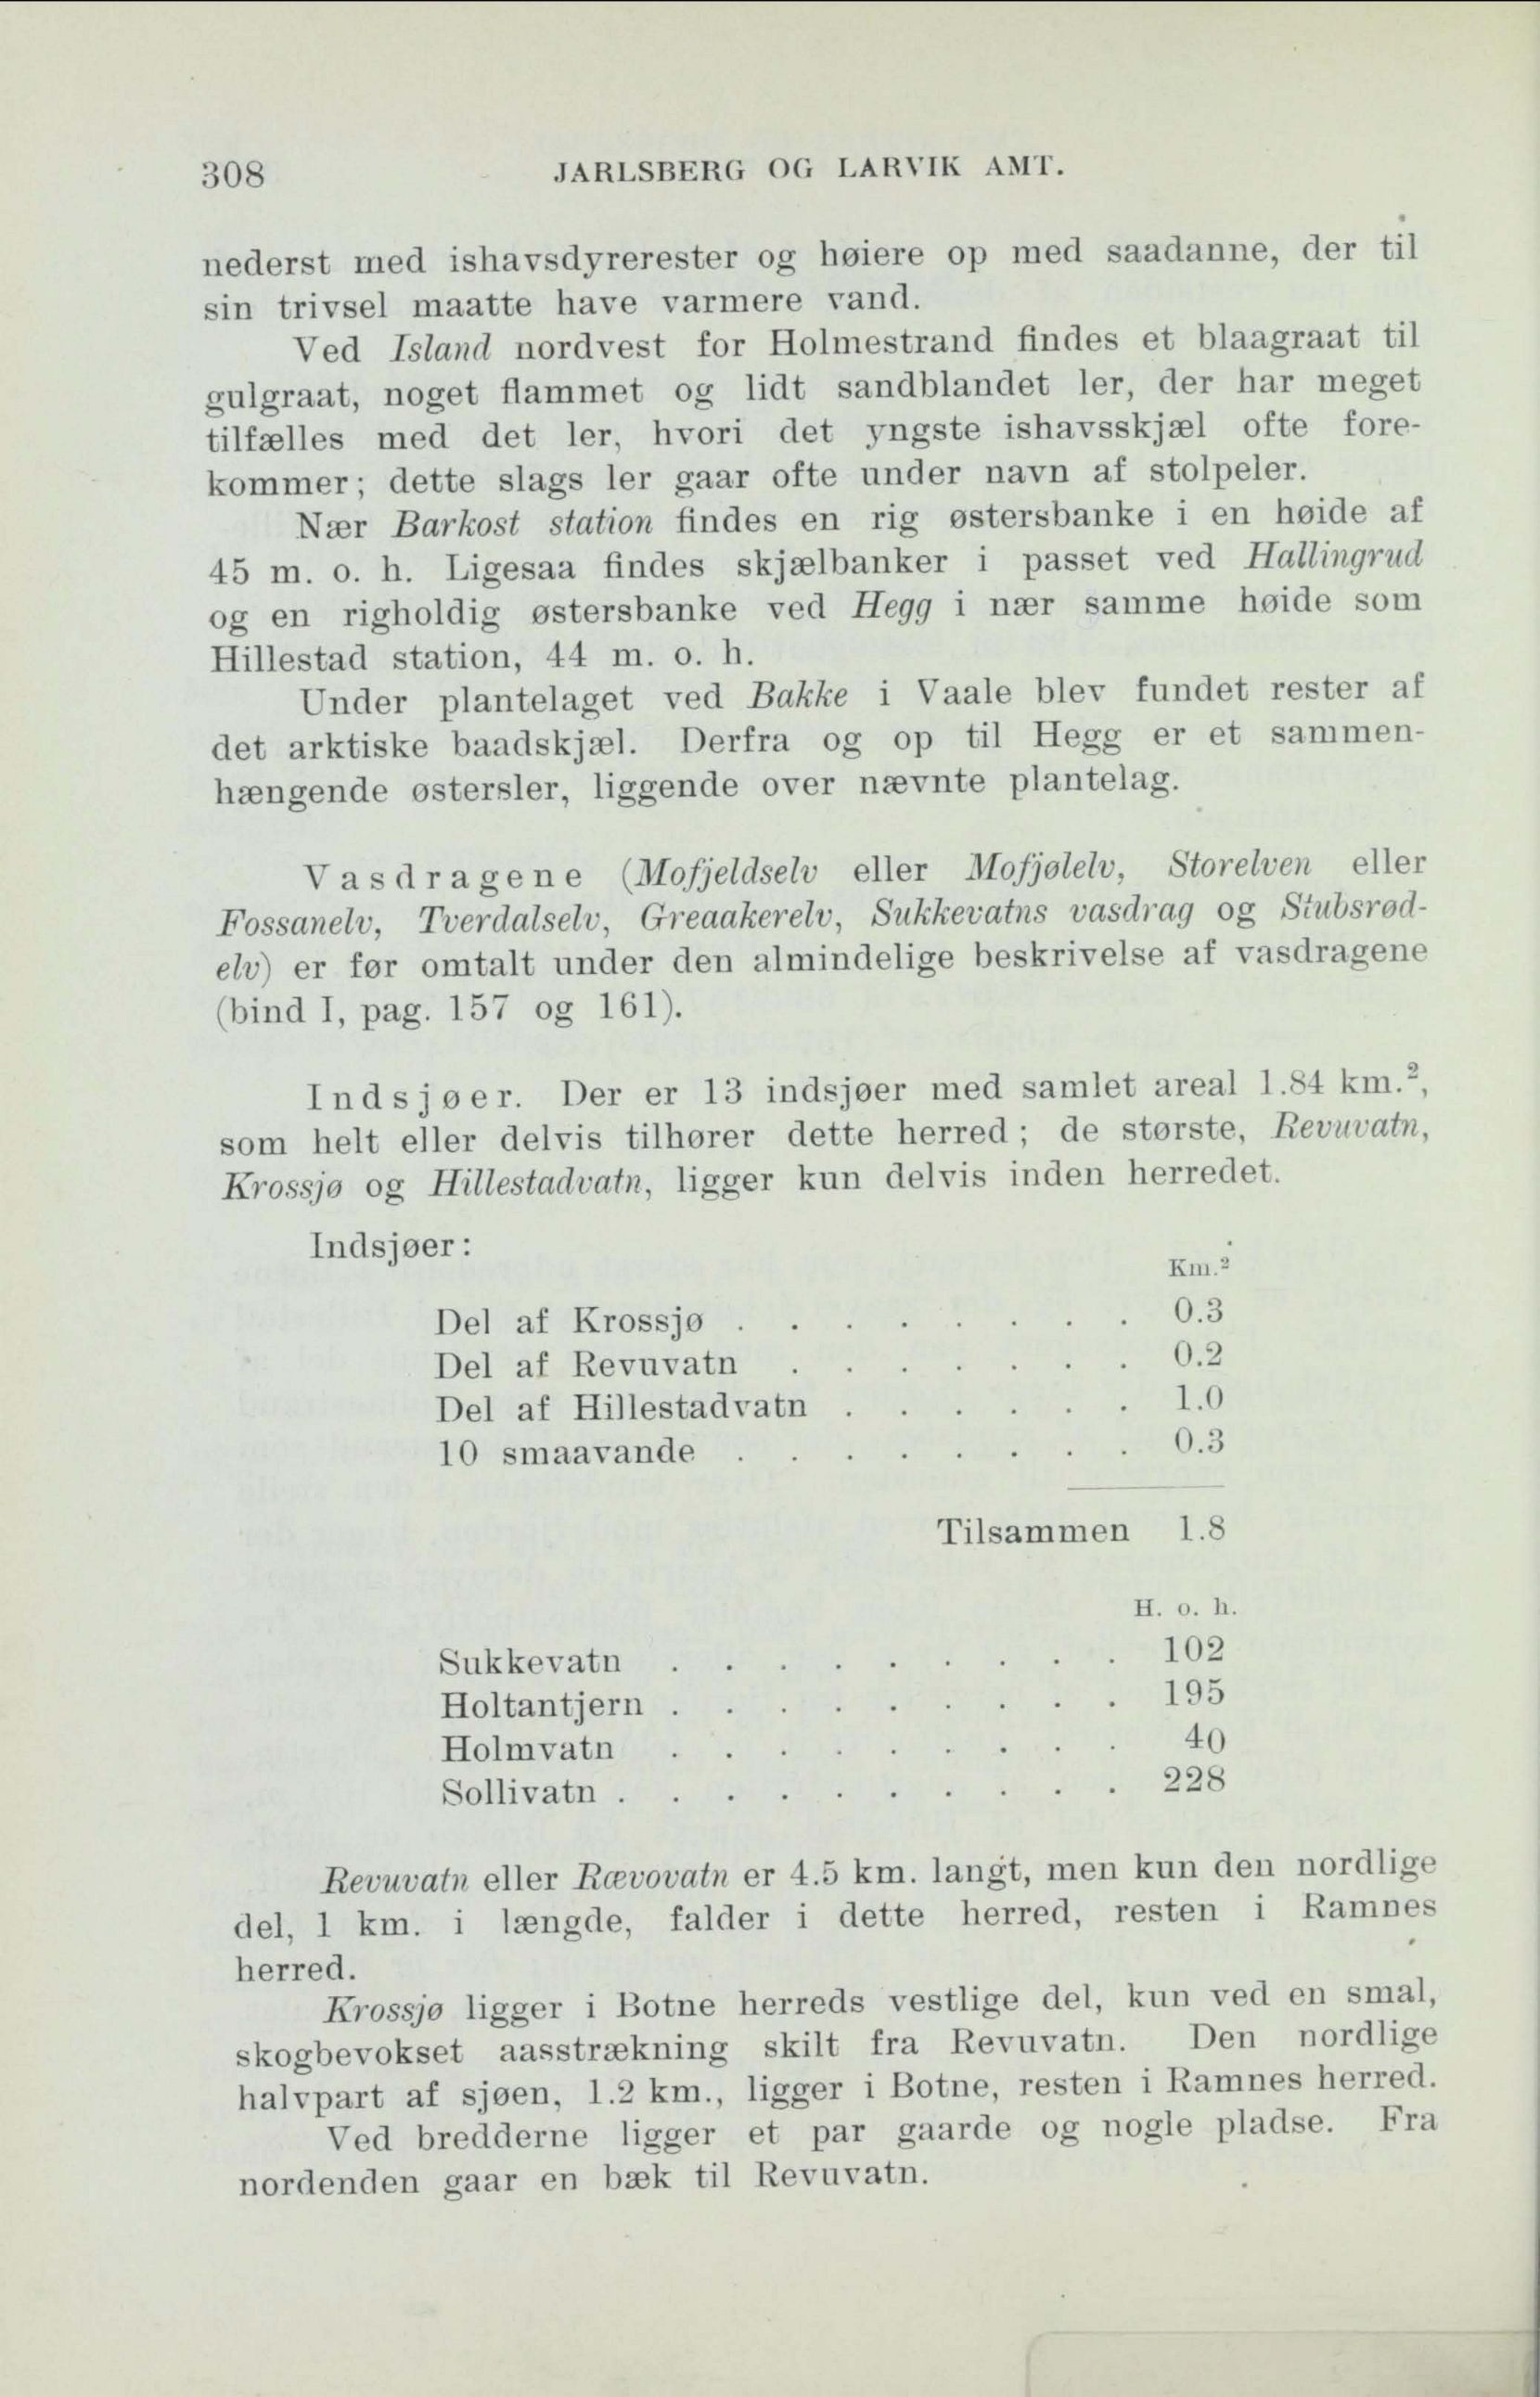 308
JARLSBERG OG LARVIK AMT.
nederst med ishavsdyrerester og høiere op med saadanne, der til
sin trivsel maatte have varmere vand.
Ved Island nordvest for Holmestrand findes et blaagraat til
gulgraat, noget flammet og lidt sandblandet ler, der har meget
tilfælles med det ler, hvori det yngste ishavsskjæl ofte fore-
kommer; dette slags ler gaar ofte under navn af stolpeler.
Nær Barkost station findes en rig østersbanke i en høide af
45 m. o. h. Ligesaa findes skjælbanker i passet ved Hallingrud
og en righoldig østersbanke ved Hegg i nær samme høide som
Hillestad station, 44 m. o. h.
Under plantelaget ved Bakke i Vaale blev fundet rester af
det arktiske baadskjæl. Derfra og op til Hegg er et sammen-
hængende østersler, liggende over nævnte plantelag.
Vasdragene (Mofjeldselv eller Mofjølelv, Storelven eller
Fossanelv, Tverdalselv, Greaakerelv, Sukkevatns vasdrag og Stubsrød-
elv) er før omtalt under den almindelige beskrivelse af vasdragene
(bind I, pag. 157 og 161).
Indsjøer. Der er 13 indsjøer med samlet areal 1.84 km.²,
som helt eller delvis tilhører dette herred; de største, Revuvatn,
Krossjø og Hillestadvatn, ligger kun delvis inden herredet.
Indsjøer:
Km.²
Del af Krossjø . . . . . . . . 0.3
Del af Revuvatn . . . . . . . 0.2
Del af Hillestadvatn . . . . . . 1.0
10 smaavande . . . . . . . . 0.3
Tilsammen 1.8
H. o. h.
Sukkevatn . . . . . . . . . 102
Holtantjern . . . . . . . . . 195
Holmvatn . . . . . . . . . 40
Sollivatn . . . . . . . . . . 228
Revuvatn eller Rævovatn er 4.5 km. langt, men kun den nordlige
del, 1 km. i længde, falder i dette herred, resten i Ramnes
herred.
Krossjø ligger i Botne herreds vestlige del, kun ved en smal,
skogbevokset aasstrækning skilt fra Revuvatn. Den nordlige
halvpart af sjøen, 1.2 km., ligger i Botne, resten i Ramnes herred.
Ved bredderne ligger et par gaarde og nogle pladse. Fra
nordenden gaar en bæk til Revuvatn.